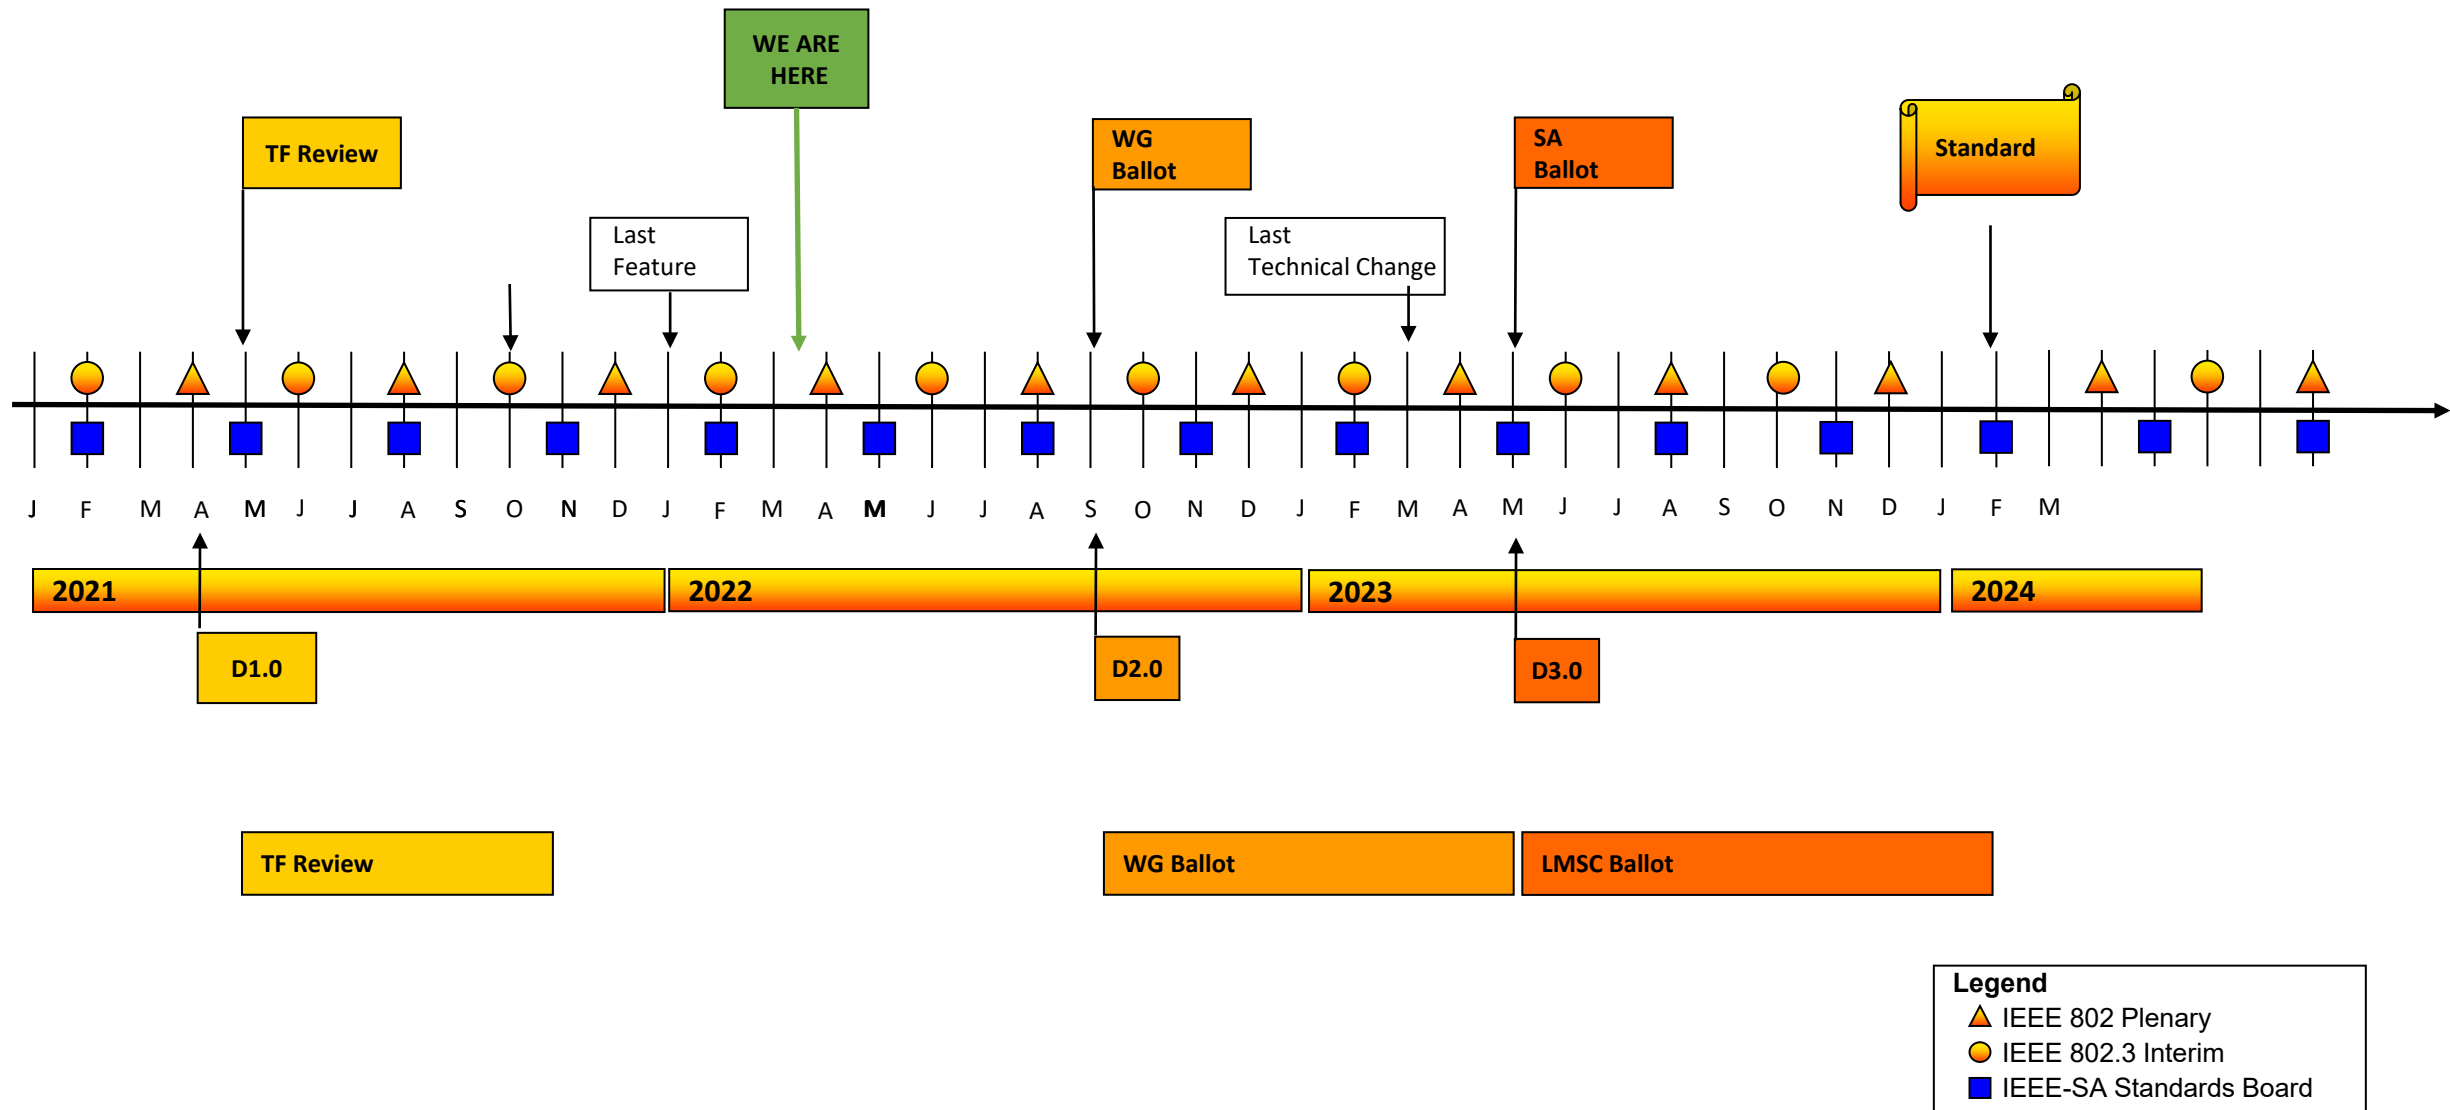 WE ARE
HERE
TF Review
WG
Ballot
SA
Ballot
Standard
Last
Feature
Last
Technical Change
J F M A M J J A S O N D J F M A M J J A S O N D J F M A M J J A S O N D J F M
2021 2022 2023 2024
D1.0 D2.0 D3.0
TF Review WG Ballot LMSC Ballot
Legend
IEEE 802 Plenary
IEEE 802.3 Interim
IEEE-SA Standards Board